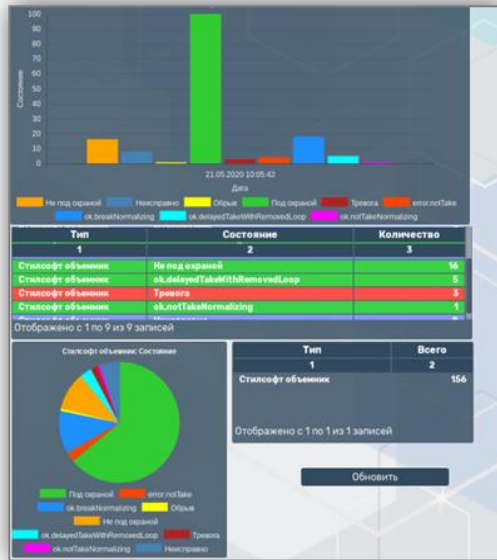 100
90
80
70
60
50
40
30
20
10
0
Состояние
21.05.2020 10:05:42
Дата
Не под охраной Неисправно Обрыв Под охраной Тревога error.notTake
ok.breakNormalizing ok.delayedTakeWithRemovedLoop ok.notTakeNormalizing
Тип Состояние Количество
1 2 3
Стилсофт объемник Не под охраной 16
Стилсофт объемник ok.delayedTakeWithRemovedLoop 5
Стилсофт объемник Тревога 3
Стилсофт объемник ok.notTakeNormalizing 1
Отображено с 1 по 9 из 9 записей
Стилсофт объемник: Состояние
Под охраной error.notTake
ok.breakNormalizing Обрыв
Не под охраной
ok.delayedTakeWithRemovedLoop Тревога
ok.notTakeNormalizing Неисправно
Тип Всего
1 2
Стилсофт объемник 156
Отображено с 1 по 1 из 1 записей
Обновить